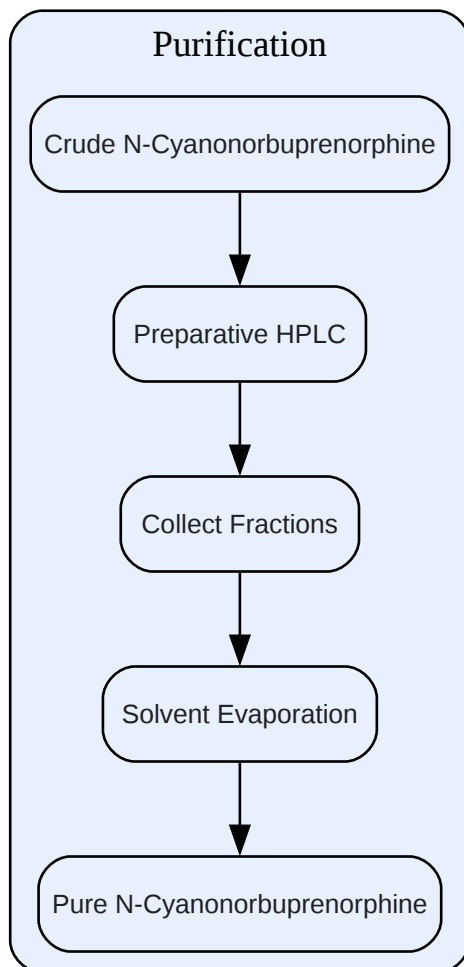 Purification
Crude N-Cyanonorbuprenorphine
Preparative HPLC
Collect Fractions
Solvent Evaporation
Pure N-Cyanonorbuprenorphine